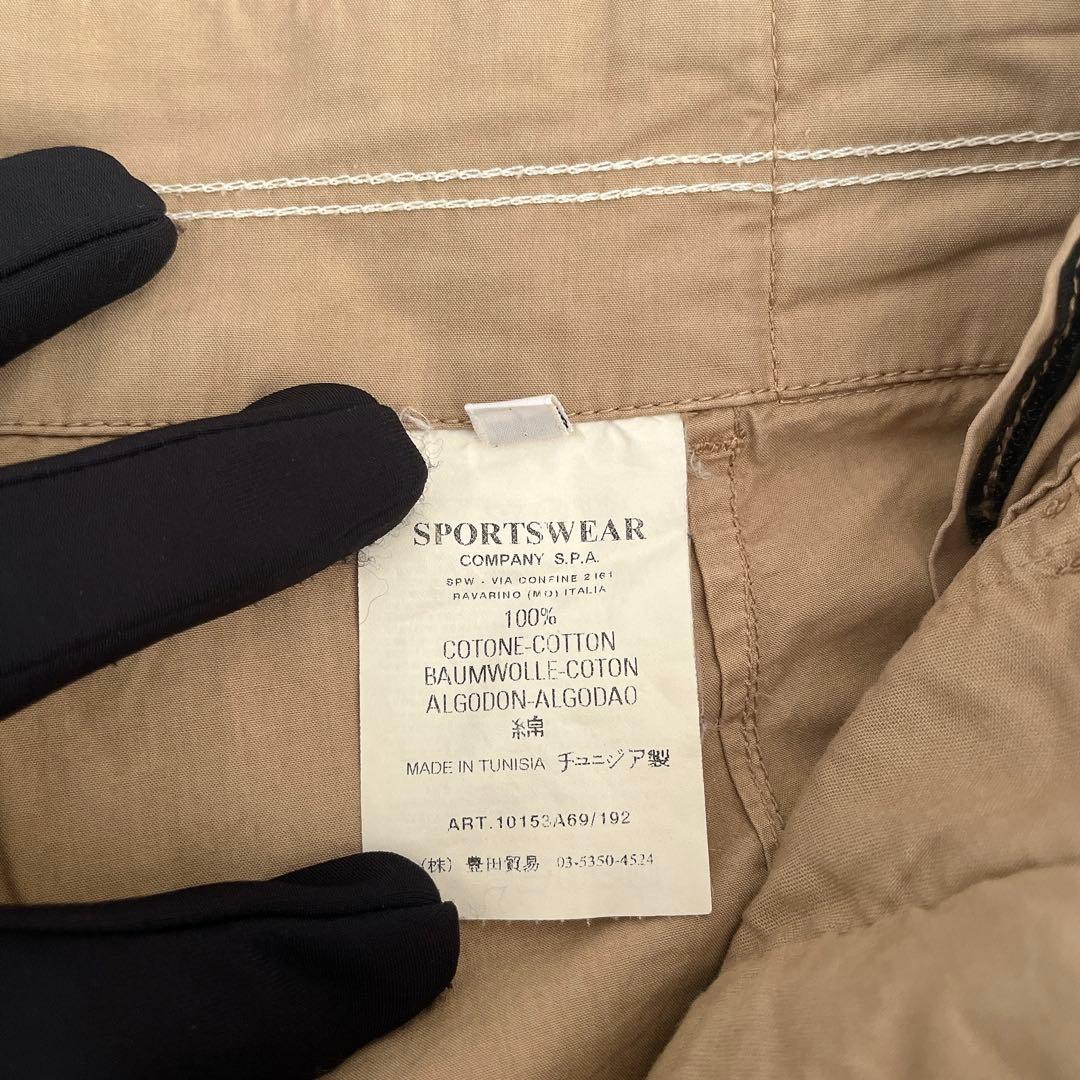 SPORTSWEAR
COMPANY S.P.A.
SPW - VIA CONFINE 2161
RAVARINO (MO) ITALIA
100%
COTONE-COTTON
BAUMWOLLE-COTON
ALGODON-ALGODAO
綿
MADE IN TUNISIA チュニジア製
ART.10153A69/192
(株) 豊田貿易 03-5350-4524